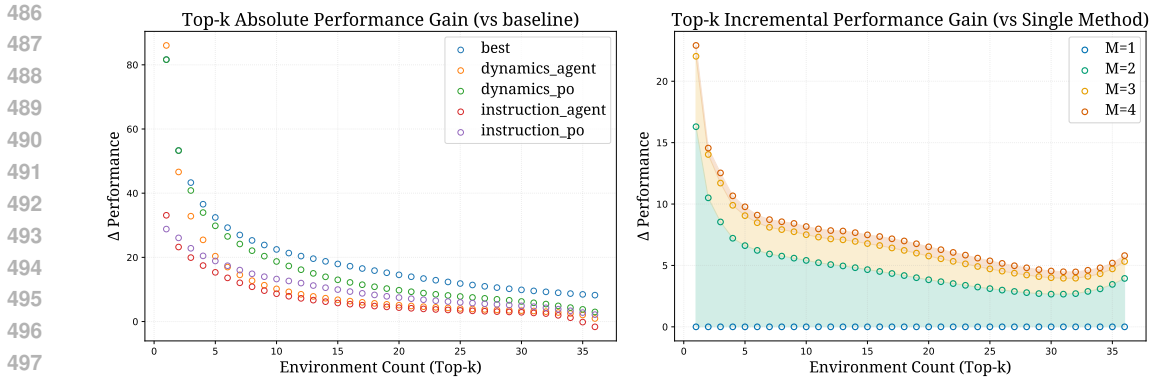 486
487
488
489
490
491
492
493
494
495
496
497
Top-k Absolute Performance Gain (vs baseline)
Δ Performance
80
60
40
20
0
best
dynamics_agent
dynamics_po
instruction_agent
instruction_po
0 5 10 15 20 25 30 35
Environment Count (Top-k)
Top-k Incremental Performance Gain (vs Single Method)
Δ Performance
20
15
10
5
0
M=1
M=2
M=3
M=4
0 5 10 15 20 25 30 35
Environment Count (Top-k)